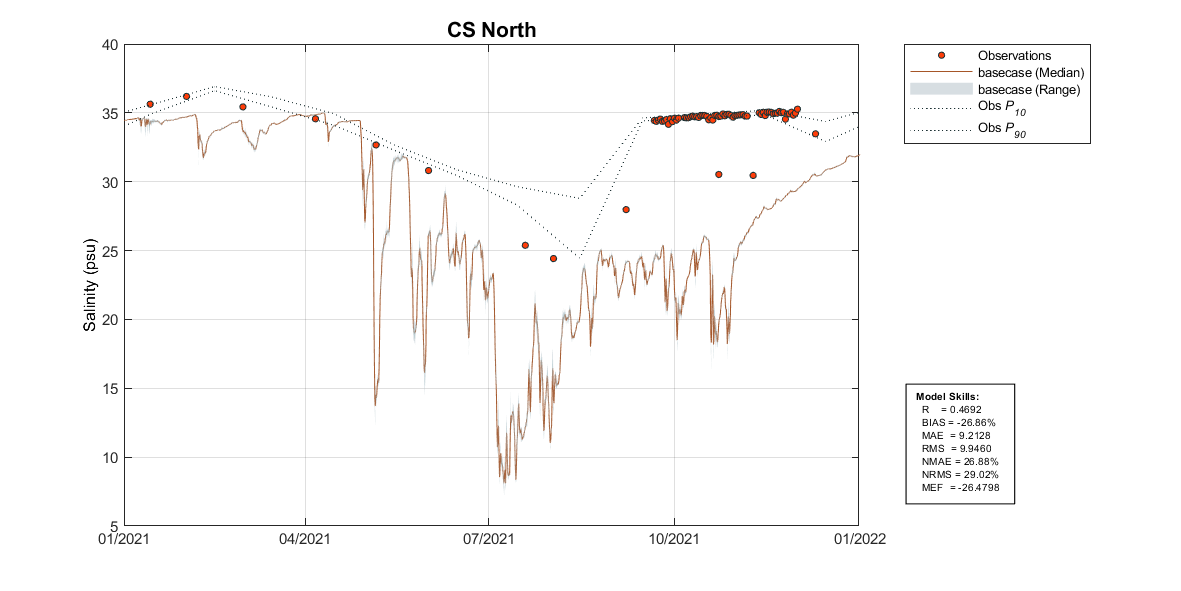 CS North
40
35
30
25
20
15
10
5
Salinity (psu)
01/2021
04/2021
07/2021
10/2021
01/2022
Observations
basecase (Median)
basecase (Range)
Obs P10
Obs P90
Model Skills:
R = 0.4692
BIAS = -26.86%
MAE = 9.2128
RMS = 9.9460
NMAE = 26.88%
NRMS = 29.02%
MEF = -26.4798